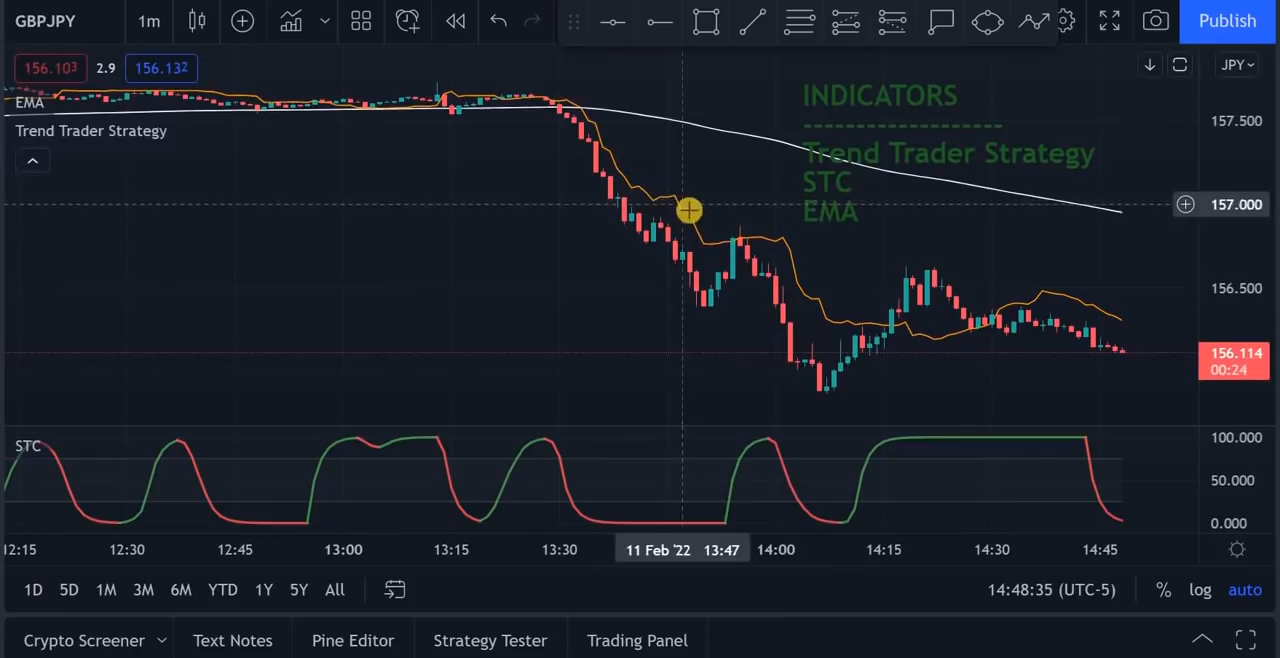 GBPJPY 1m Publish
156.103 2.9 156.132 JPY
EMA
Trend Trader Strategy
INDICATORS
--------------------
Trend Trader Strategy
STC
EMA
157.500
157.000
156.500
156.114
00:24
STC
100.000
50.000
0.000
12:15 12:30 12:45 13:00 13:15 13:30 11 Feb '22 13:47 14:00 14:15 14:30 14:45
1D 5D 1M 3M 6M YTD 1Y 5Y All 14:48:35 (UTC-5) % log auto
Crypto Screener Text Notes Pine Editor Strategy Tester Trading Panel